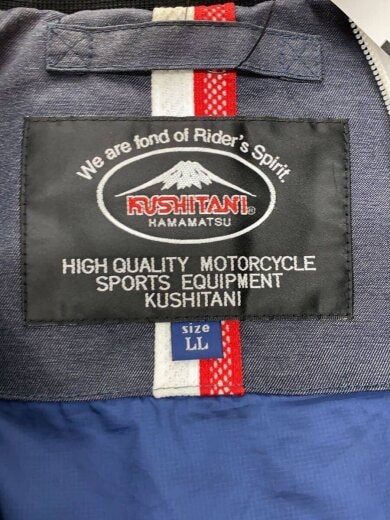 We are fond of Rider's Spirit.
KUSHITANI®
HAMAMATSU
HIGH QUALITY MOTORCYCLE
SPORTS EQUIPMENT
KUSHITANI
size
LL